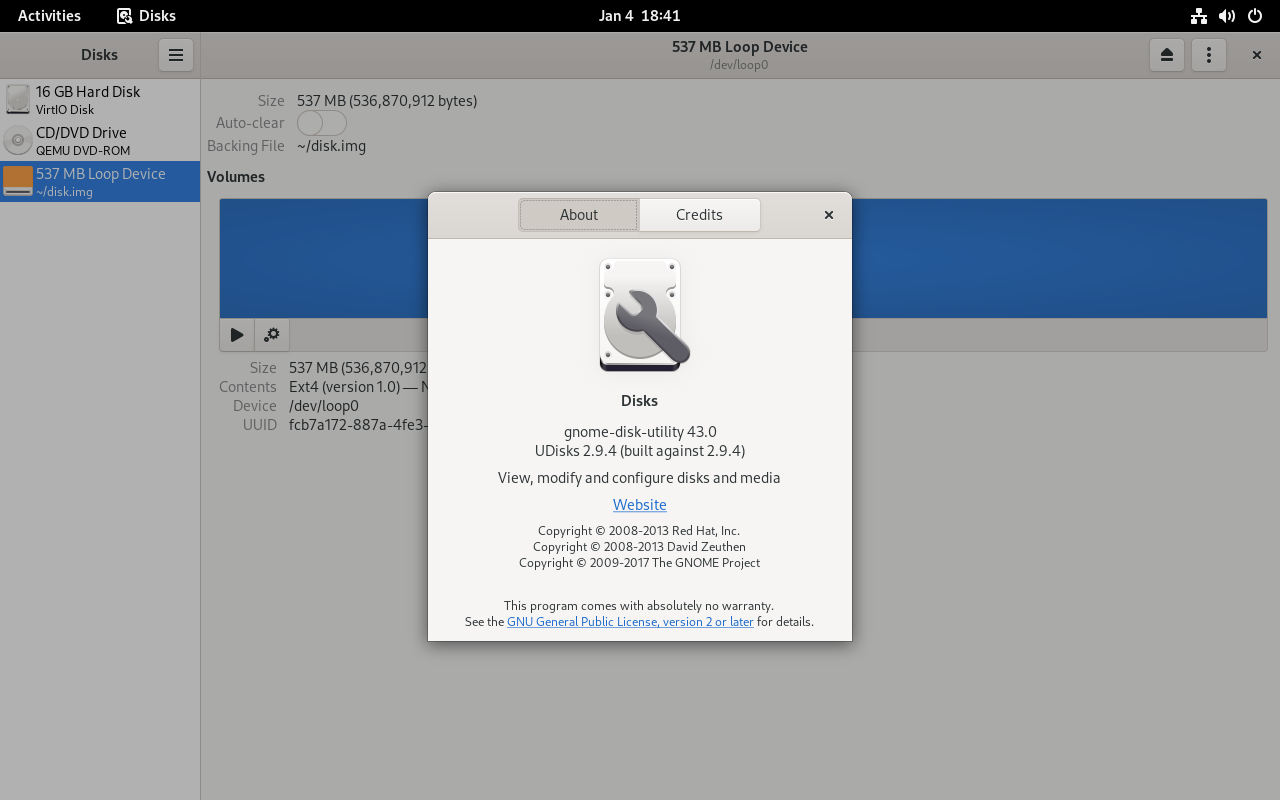 Activities
Disks
Jan 4 18:41
Disks
537 MB Loop Device
/dev/loop0
16 GB Hard Disk
VirtIO Disk
CD/DVD Drive
QEMU DVD-ROM
537 MB Loop Device
~/disk.img
Size 537 MB (536,870,912 bytes)
Auto-clear
Backing File ~/disk.img
Volumes
Size 537 MB (536,870,912
Contents Ext4 (version 1.0) —
Device /dev/loop0
UUID fcb7a172-887a-4fe3-
About
Credits
Disks
gnome-disk-utility 43.0
UDisks 2.9.4 (built against 2.9.4)
View, modify and configure disks and media
Website
Copyright © 2008-2013 Red Hat, Inc.
Copyright © 2008-2013 David Zeuthen
Copyright © 2009-2017 The GNOME Project
This program comes with absolutely no warranty.
See the GNU General Public License, version 2 or later for details.